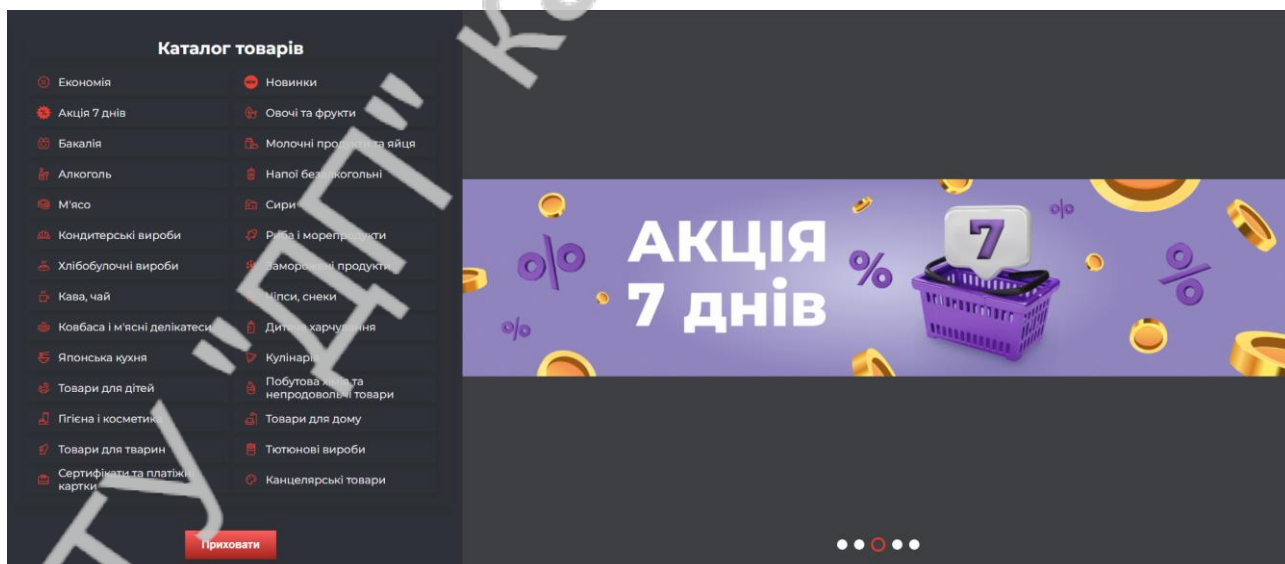 Каталог товарів
Економія
Новинки
Акція 7 днів
Овочі та фрукти
Бакалія
Молочні продукти та яйця
Алкоголь
Напої безалкогольні
М'ясо
Сири
Кондитерські вироби
Риба і морепродукти
Хлібобулочні вироби
Заморожені продукти
Кава, чай
Чіпси, снеки
Ковбаса і м'ясні делікатеси
Дитяче харчування
Японська кухня
Кулінарія
Товари для дітей
Побутова хімія та
непродовольчі товари
Гігієна і косметика
Товари для дому
Товари для тварин
Тютюнові вироби
Сертифікати та платіжні
картки
Канцелярські товари
Приховати
АКЦІЯ
7 днів
7
ТУ "ДПІ"